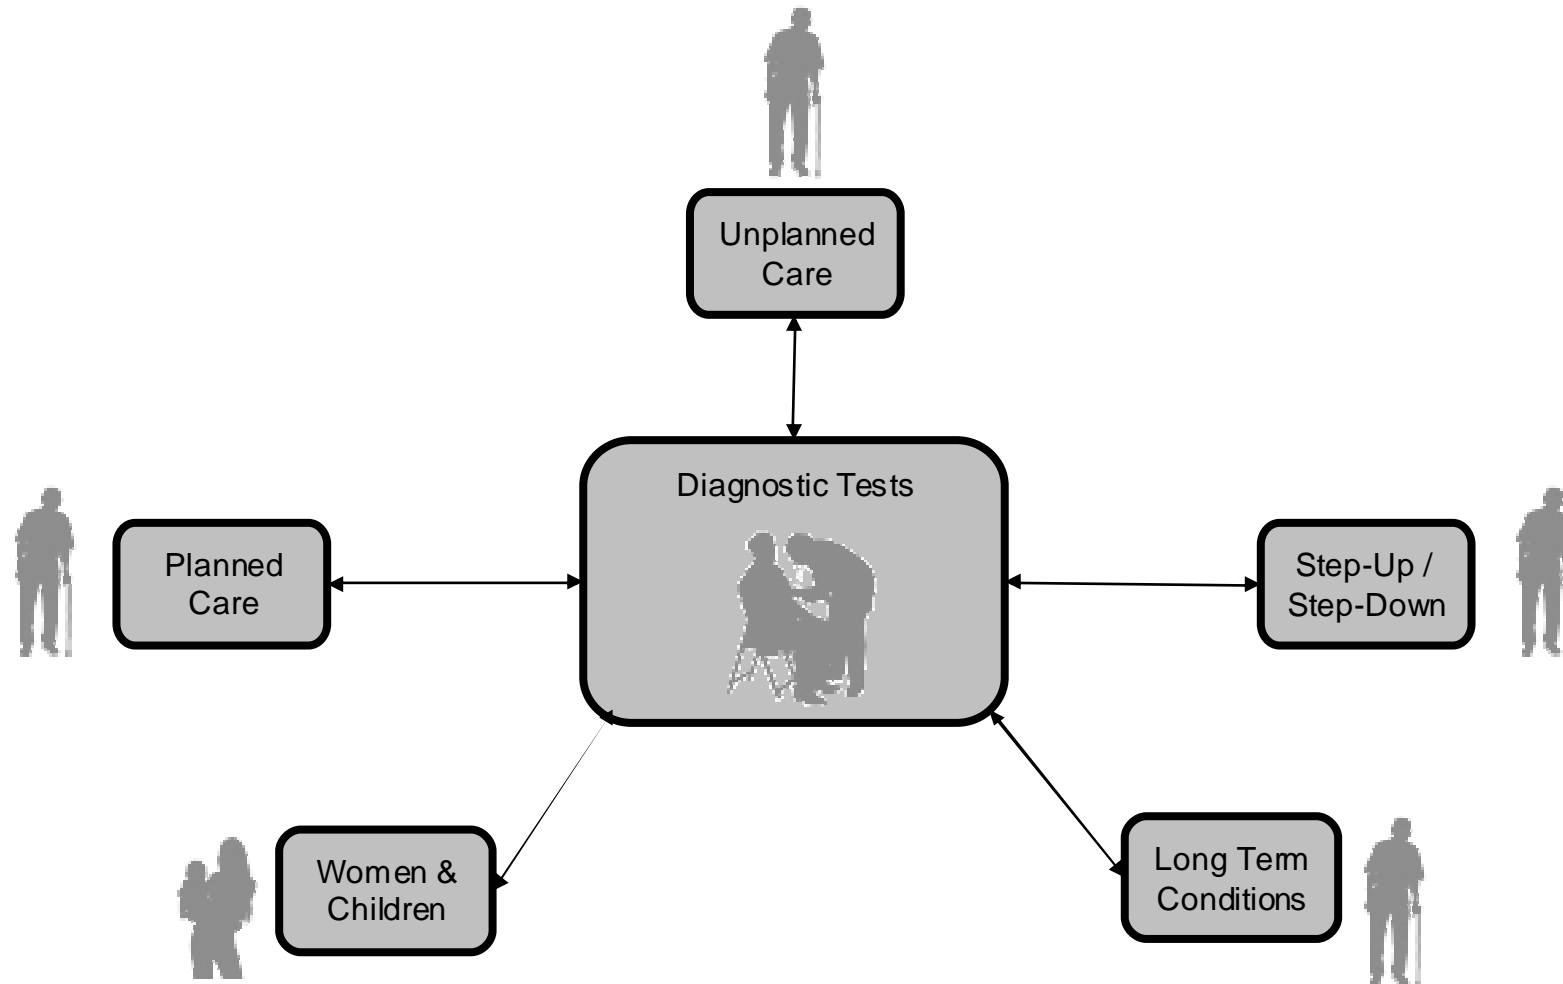 Unplanned
Care
Diagnostic Tests
Planned
Care
Step-Up /
Step-Down
Women &
Children
Long Term
Conditions